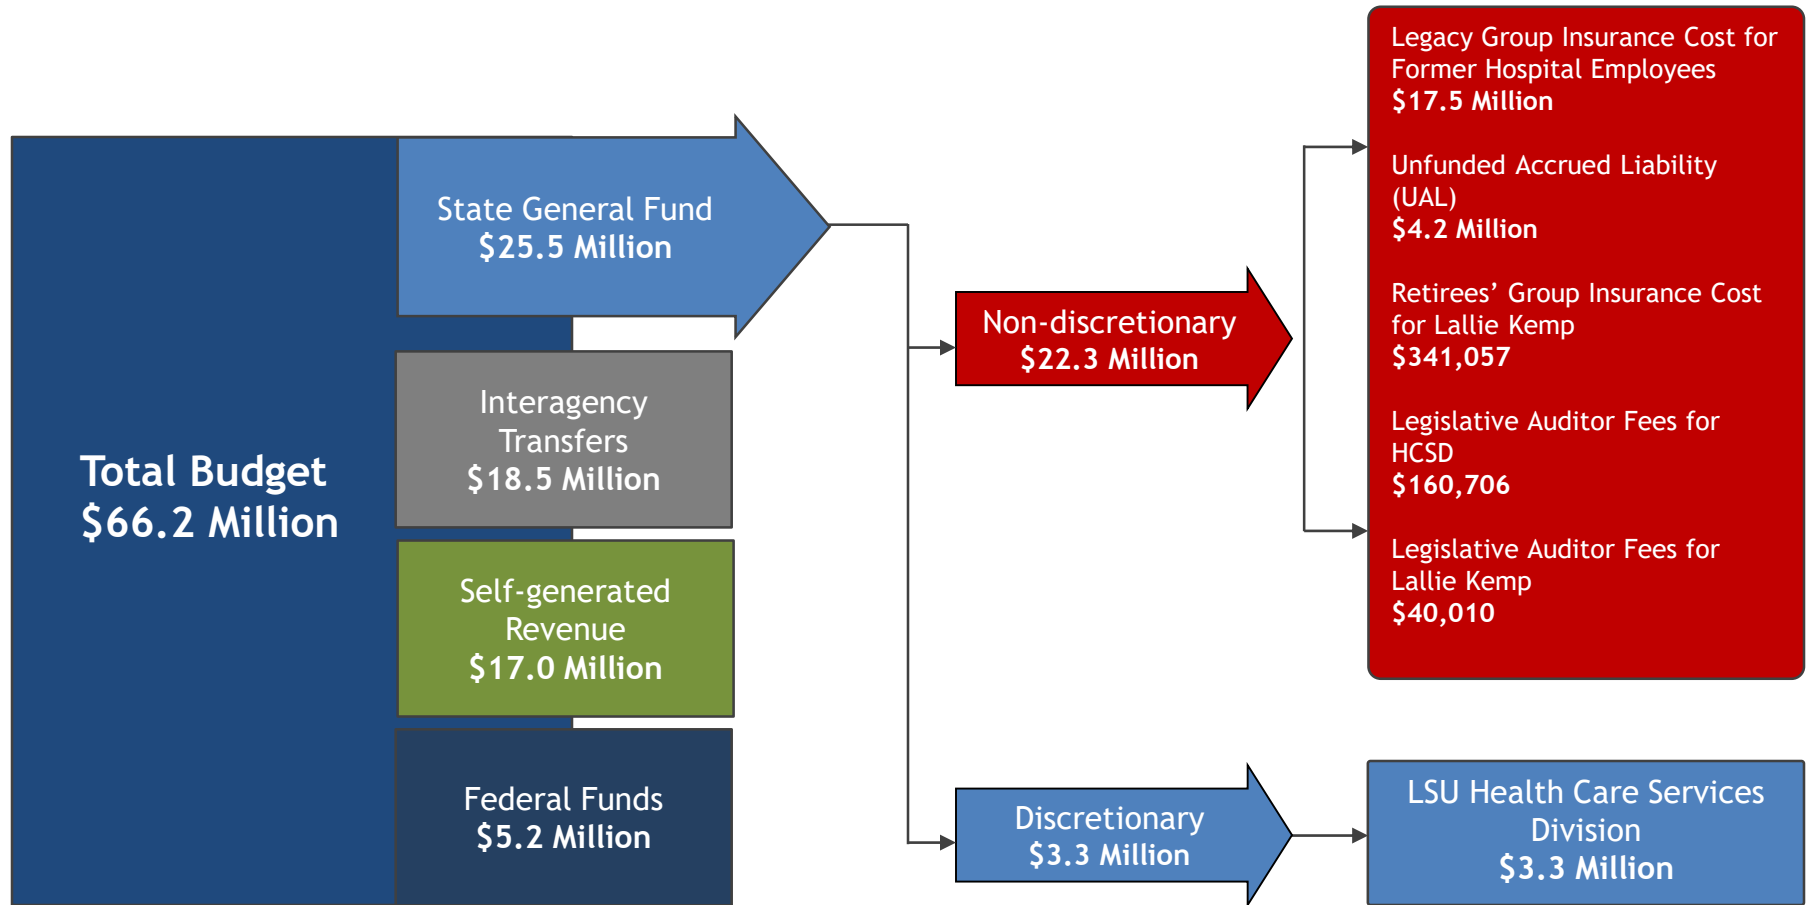 Total Budget
$66.2 Million
State General Fund
$25.5 Million
Interagency
Transfers
$18.5 Million
Self-generated
Revenue
$17.0 Million
Federal Funds
$5.2 Million
Non-discretionary
$22.3 Million
Discretionary
$3.3 Million
Legacy Group Insurance Cost for
Former Hospital Employees
$17.5 Million
Unfunded Accrued Liability
(UAL)
$4.2 Million
Retirees’ Group Insurance Cost
for Lallie Kemp
$341,057
Legislative Auditor Fees for
HCSD
$160,706
Legislative Auditor Fees for
Lallie Kemp
$40,010
LSU Health Care Services
Division
$3.3 Million